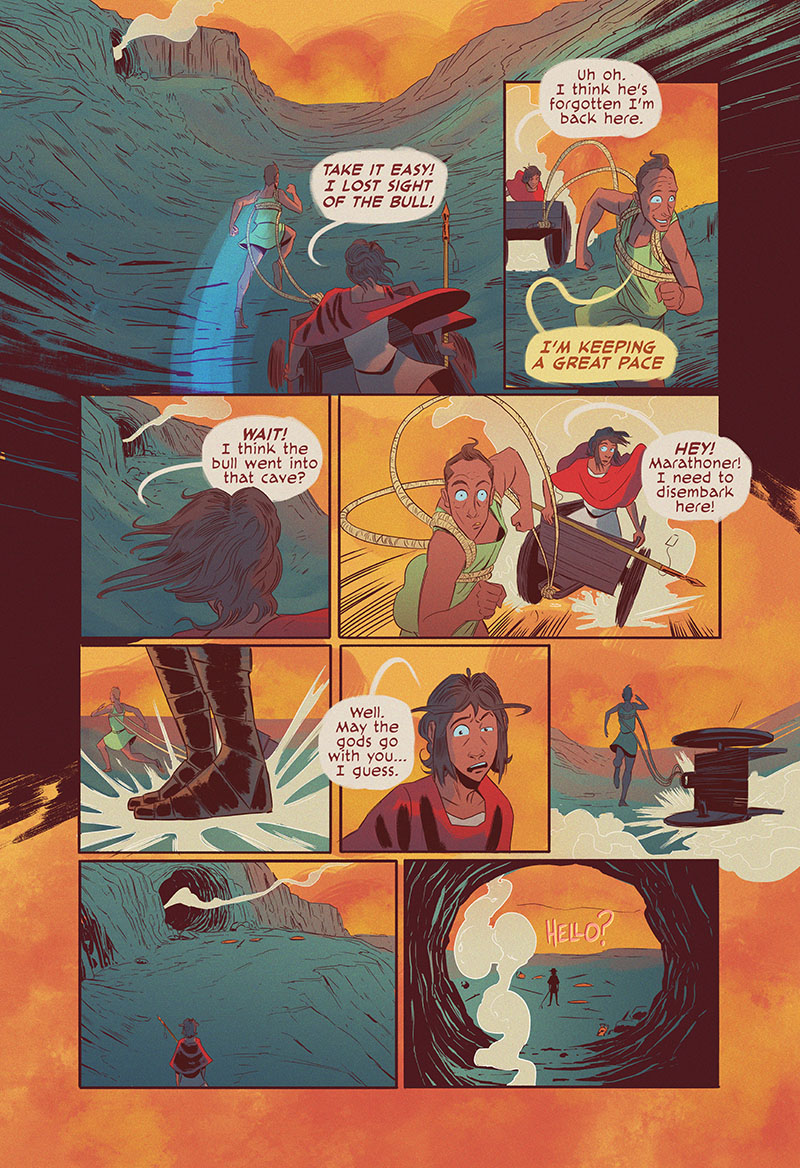 TAKE IT EASY!
I LOST SIGHT
OF THE BULL!
Uh oh.
I think he's
forgotten I'm
back here.
I'M KEEPING
A GREAT PACE
WAIT!
I think the
bull went into
that cave?
HEY!
Marathoner!
I need to
disembark
here!
Well.
May the
gods go
with you...
I guess.
HELLO?